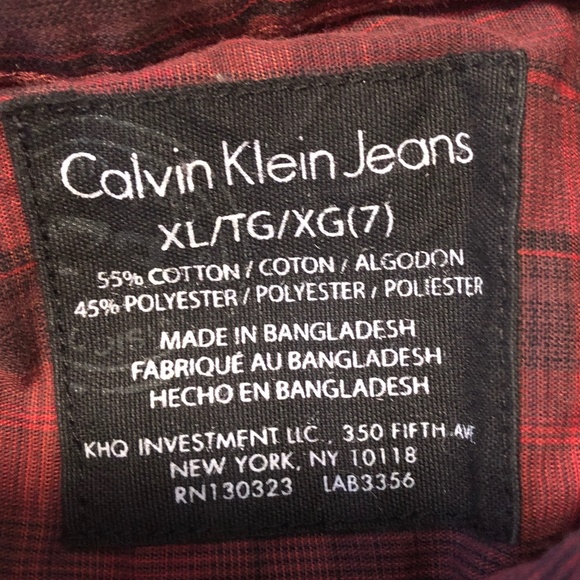 Calvin Klein Jeans
XL/TG/XG(7)
55% COTTON / COTON / ALGODON
45% POLYESTER / POLYESTER / POLIESTER
MADE IN BANGLADESH
FABRIQUÉ AU BANGLADESH
HECHO EN BANGLADESH
KHQ INVESTMENT LLC , 350 FIFTH AVE
NEW YORK, NY 10118
RN130323 LAB3356